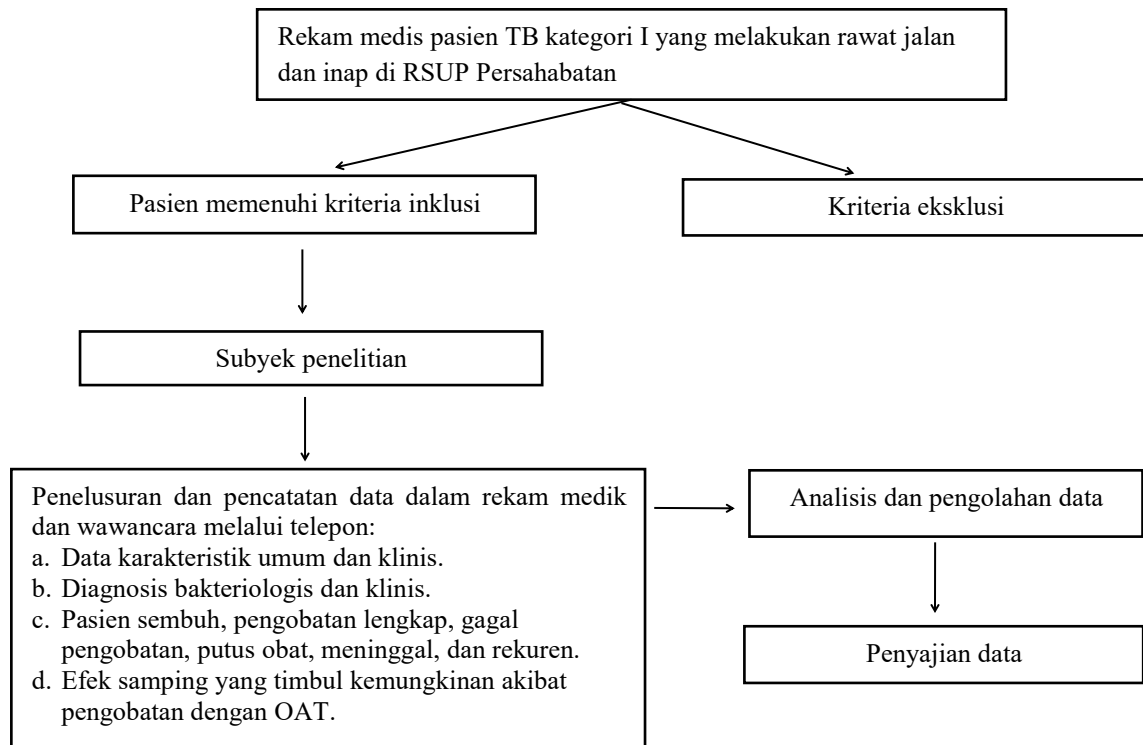 Rekam medis pasien TB kategori I yang melakukan rawat jalan
dan inap di RSUP Persahabatan
Pasien memenuhi kriteria inklusi
Kriteria eksklusi
Subyek penelitian
Penelusuran dan pencatatan data dalam rekam medik
dan wawancara melalui telepon:
a. Data karakteristik umum dan klinis.
b. Diagnosis bakteriologis dan klinis.
c. Pasien sembuh, pengobatan lengkap, gagal
pengobatan, putus obat, meninggal, dan rekuren.
d. Efek samping yang timbul kemungkinan akibat
pengobatan dengan OAT.
Analisis dan pengolahan data
Penyajian data